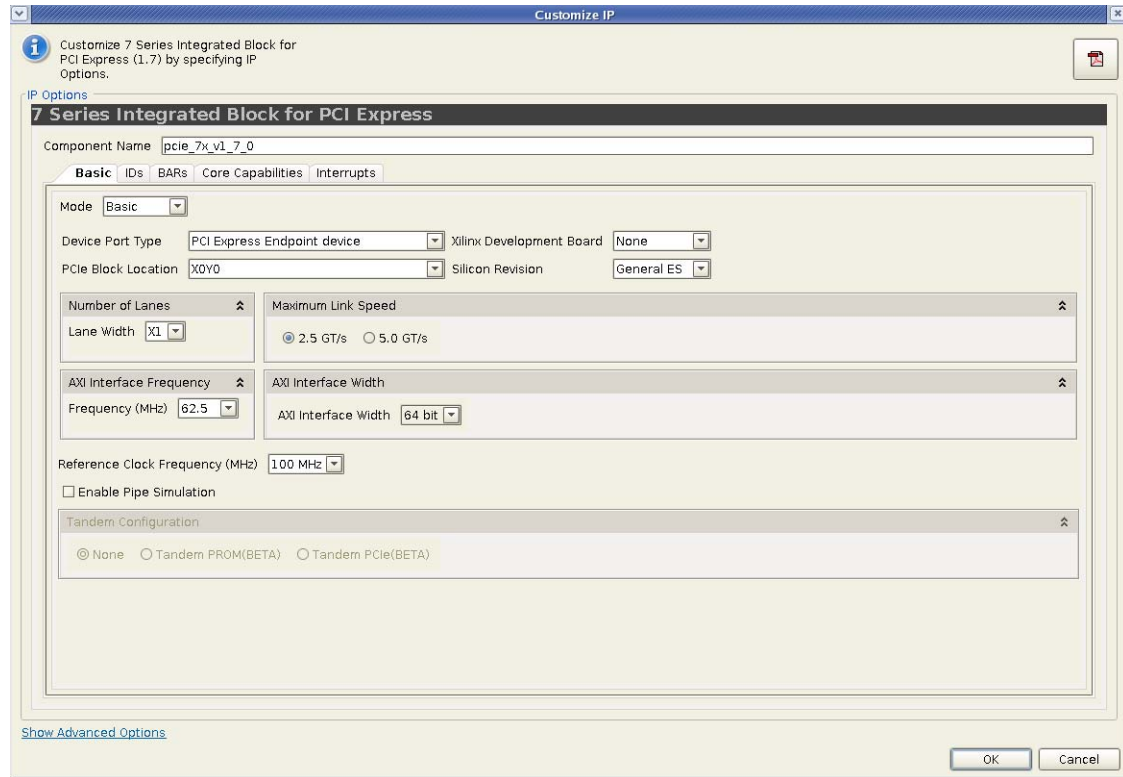 Customize IP
Customize 7 Series Integrated Block for
PCI Express (1.7) by specifying IP
Options.
IP Options
7 Series Integrated Block for PCI Express
Component Name pcie_7x_v1_7_0
Basic IDs BARs Core Capabilities Interrupts
Mode Basic
Device Port Type PCI Express Endpoint device Xilinx Development Board None
PCIe Block Location X0Y0 Silicon Revision General ES
Number of Lanes Maximum Link Speed
Lane Width X1 2.5 GT/s 5.0 GT/s
AXI Interface Frequency AXI Interface Width
Frequency (MHz) 62.5 AXI Interface Width 64 bit
Reference Clock Frequency (MHz) 100 MHz
Enable Pipe Simulation
Tandem Configuration
None Tandem PROM(BETA) Tandem PCIe(BETA)
Show Advanced Options
OK Cancel